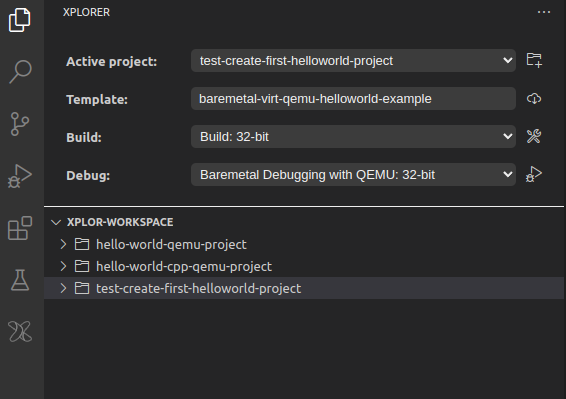 XPLORER
Active project: test-create-first-helloworld-project
Template: baremetal-virt-qemu-helloworld-example
Build: Build: 32-bit
Debug: Baremetal Debugging with QEMU: 32-bit
XPLOR-WORKSPACE
hello-world-qemu-project
hello-world-cpp-qemu-project
test-create-first-helloworld-project